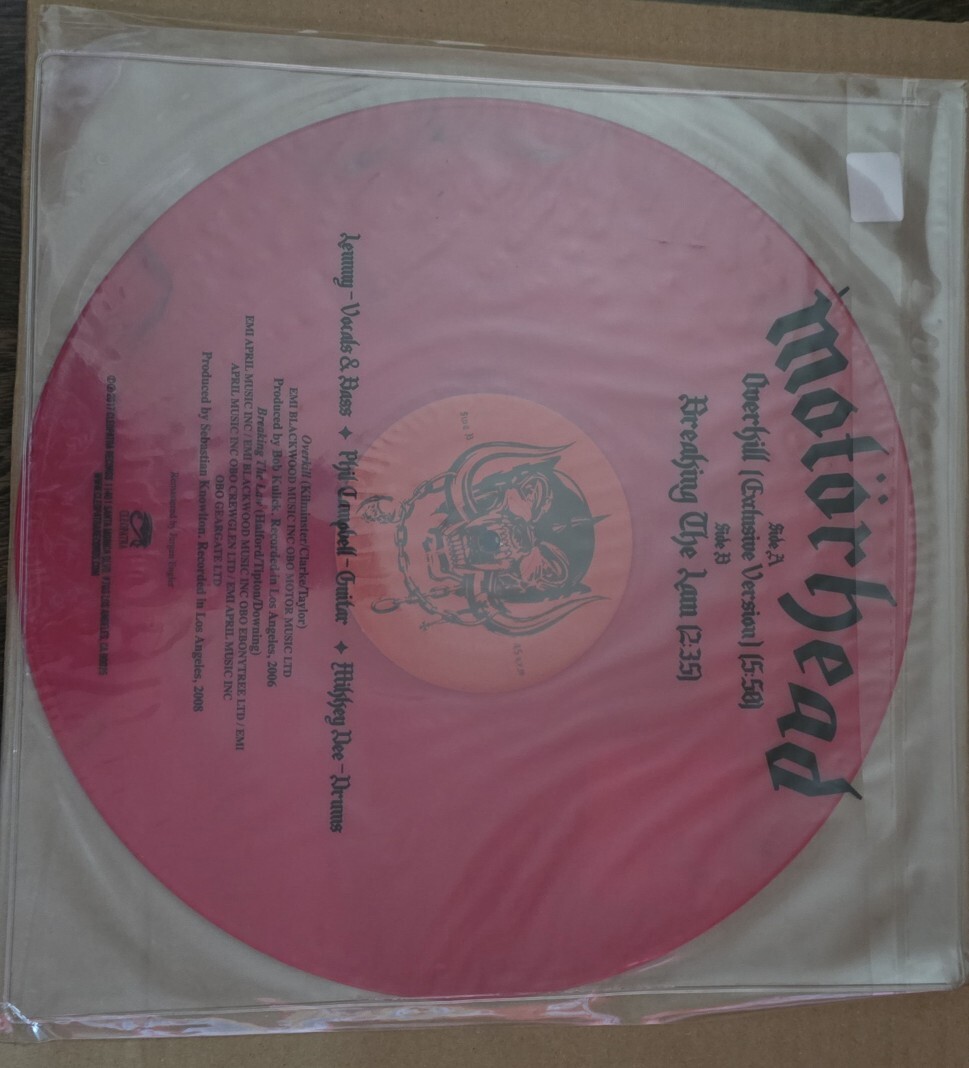 Motörhead
Side A
Overkill (Exclusive Version) (5:50)
Side B
Breaking The Law (2:35)
SIDE B
Lemmy - Vocals & Bass ✦ Phil Campbell - Guitar ✦ Mikkey Dee - Drums
Overkill (Kilminister/Clarke/Taylor)
EMI BLACKWOOD MUSIC INC OBO MOTOR MUSIC LTD
Produced by Bob Kulick, Recorded in Los Angeles, 2006
Breaking The Law (Halford/Tipton/Downing)
EMI APRIL MUSIC INC / EMI BLACKWOOD MUSIC INC OBO EBONYTREE LTD / EMI
APRIL MUSIC INC OBO CREWGLEN LTD / EMI APRIL MUSIC INC
OBO GEARGATE LTD
Produced by Sebastian Knowlton. Recorded in Los Angeles, 2008
CLEOPATRA